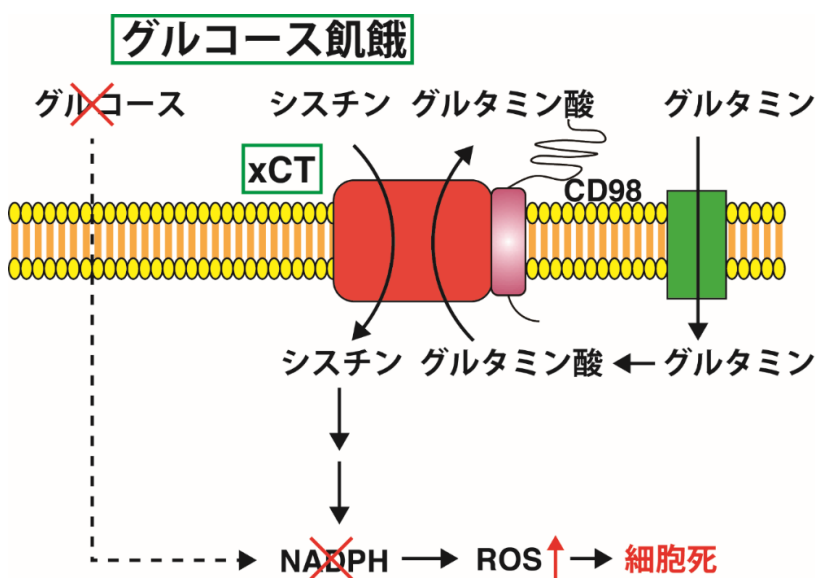 グルコース飢餓
グルコース シスチン グルタミン酸 グルタミン
xCT
CD98
シスチン グルタミン酸 グルタミン
NADPH ROS 細胞死